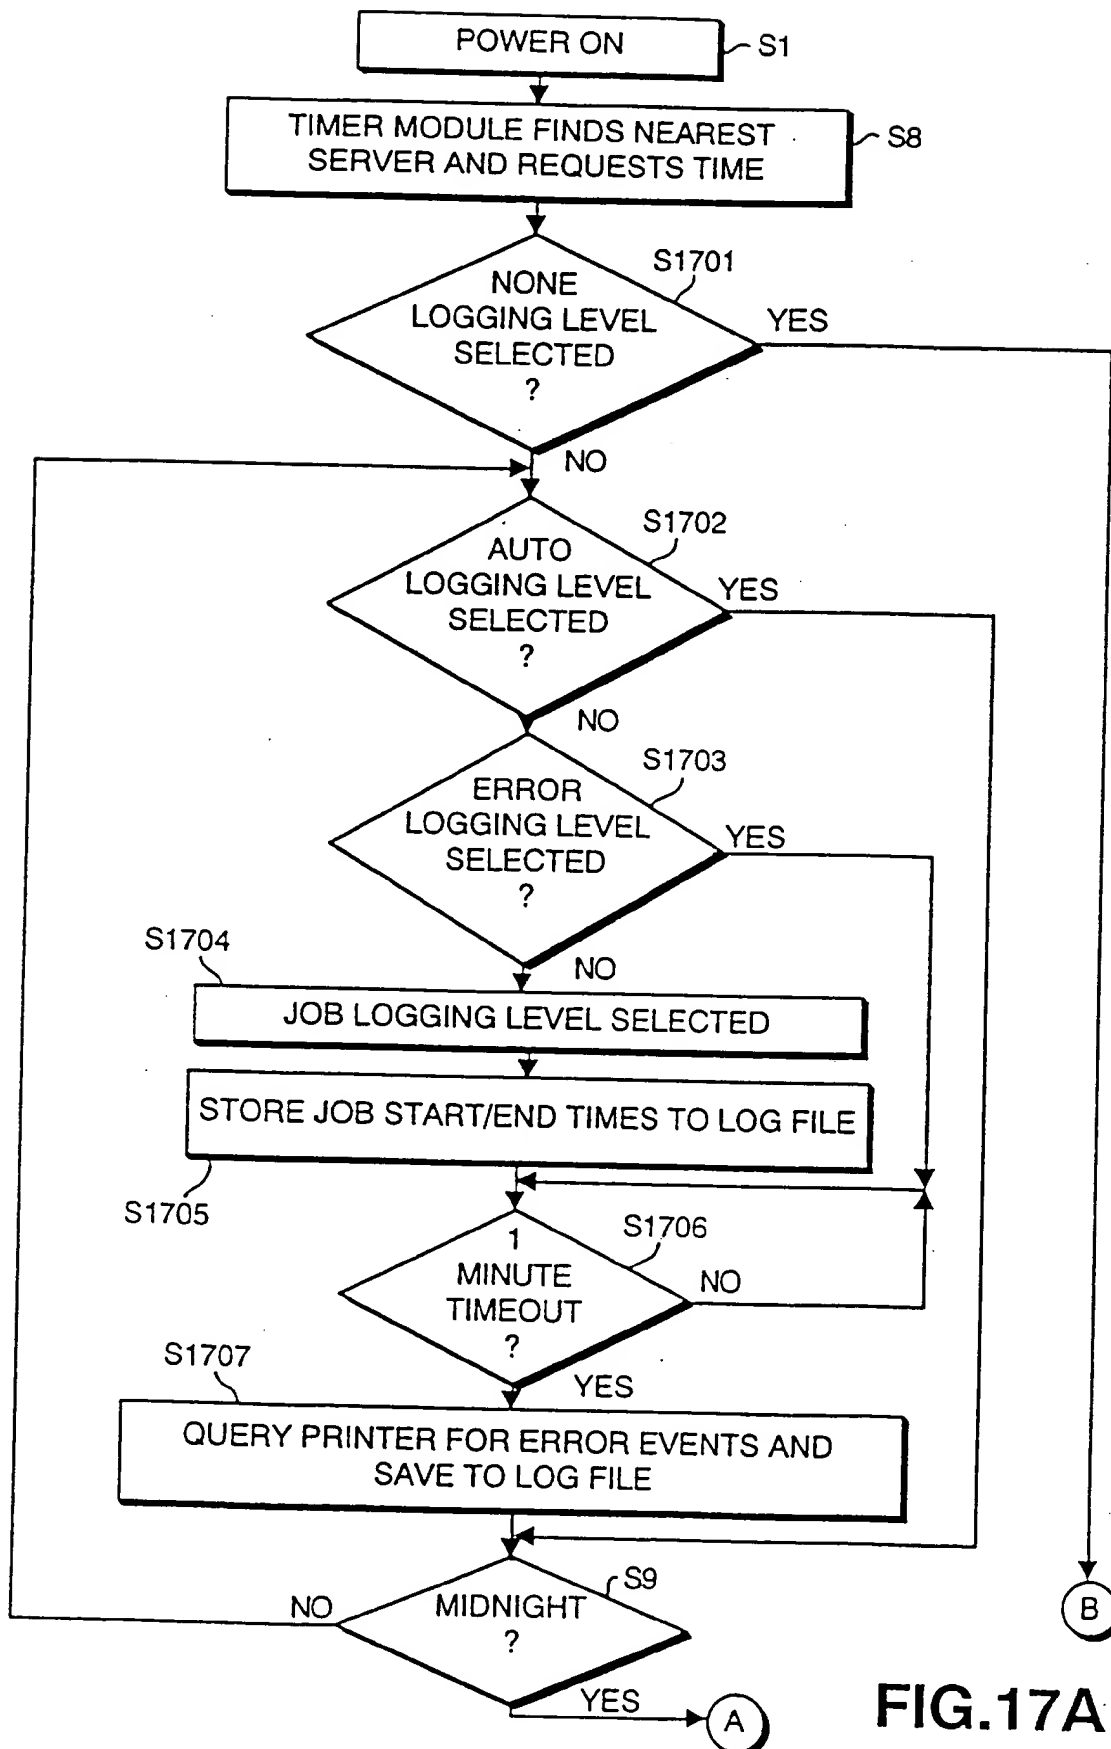 POWER ON
S1
TIMER MODULE FINDS NEAREST
SERVER AND REQUESTS TIME
S8
S1701
NONE
LOGGING LEVEL
SELECTED
?
YES
NO
S1702
AUTO
LOGGING LEVEL
SELECTED
?
YES
NO
S1703
ERROR
LOGGING LEVEL
SELECTED
?
YES
NO
S1704
JOB LOGGING LEVEL SELECTED
STORE JOB START/END TIMES TO LOG FILE
S1705
S1706
1
MINUTE
TIMEOUT
?
NO
YES
S1707
QUERY PRINTER FOR ERROR EVENTS AND
SAVE TO LOG FILE
S9
MIDNIGHT
?
NO
YES
A
B
FIG.17A